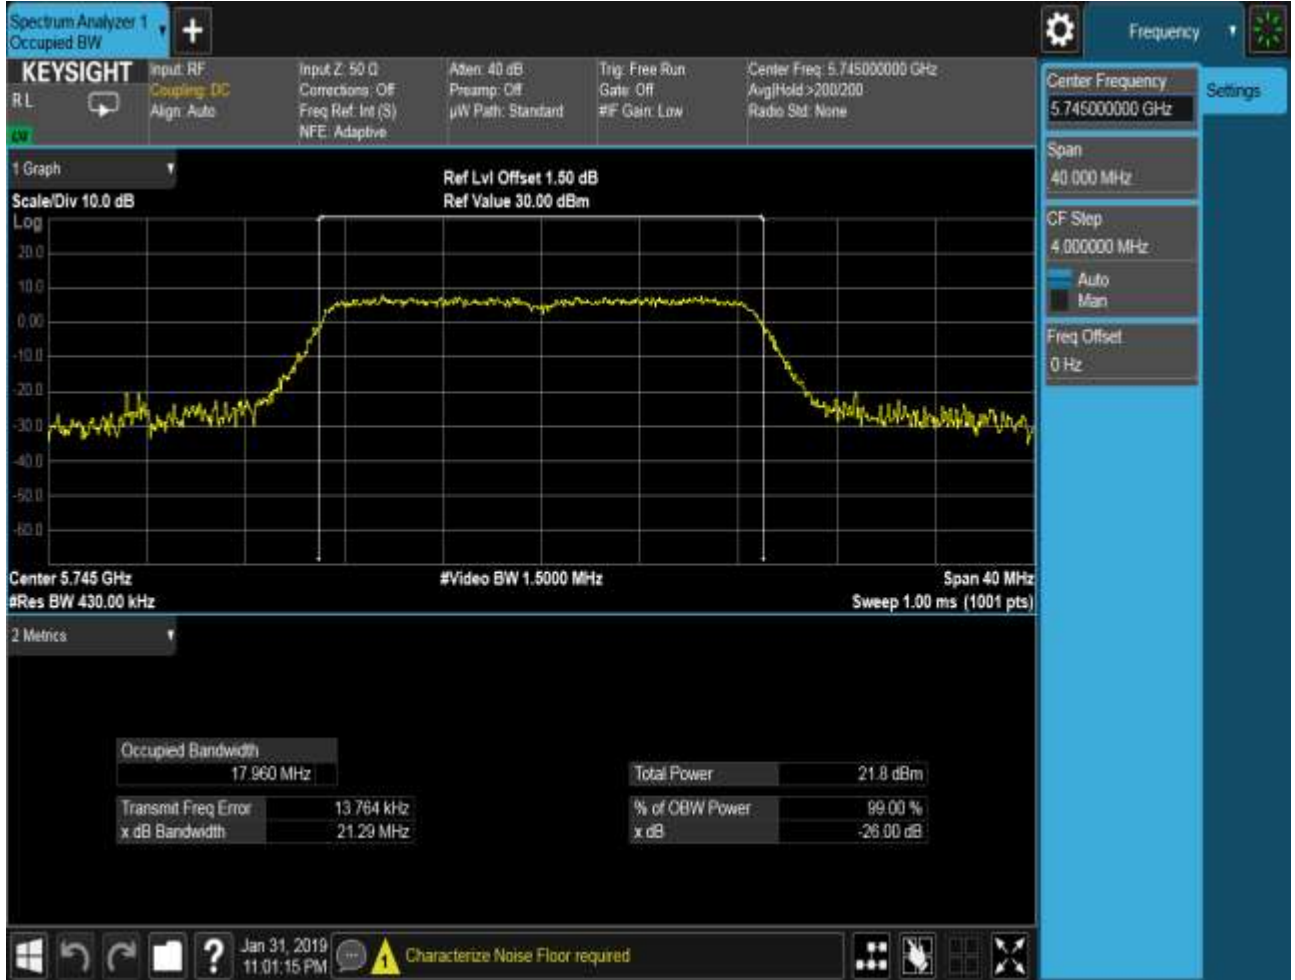 Spectrum Analyzer 1
Occupied BW
Frequency
KEYSIGHT
R L
Input: RF
Coupling: DC
Align: Auto
Input Z: 50 Ω
Corrections: Off
Freq Ref: Int (S)
NFE: Adaptive
Atten: 40 dB
Preamp: Off
µW Path: Standard
Trig: Free Run
Gate: Off
#IF Gain: Low
Center Freq: 5.745000000 GHz
Avg|Hold:>200/200
Radio Std: None
Center Frequency
5.745000000 GHz
Settings
Span
40.000 MHz
CF Step
4.000000 MHz
Auto
Man
Freq Offset
0 Hz
1 Graph
Ref Lvl Offset 1.50 dB
Scale/Div 10.0 dB
Ref Value 30.00 dBm
Log
20.0
10.0
0.00
-10.0
-20.0
-30.0
-40.0
-50.0
-60.0
Center 5.745 GHz
#Video BW 1.5000 MHz
Span 40 MHz
#Res BW 430.00 kHz
Sweep 1.00 ms (1001 pts)
2 Metrics
Occupied Bandwidth
17.960 MHz
Total Power 21.8 dBm
Transmit Freq Error 13.764 kHz
% of OBW Power 99.00 %
x dB Bandwidth 21.29 MHz
x dB -26.00 dB
?
Jan 31, 2019
11:01:15 PM
1
Characterize Noise Floor required